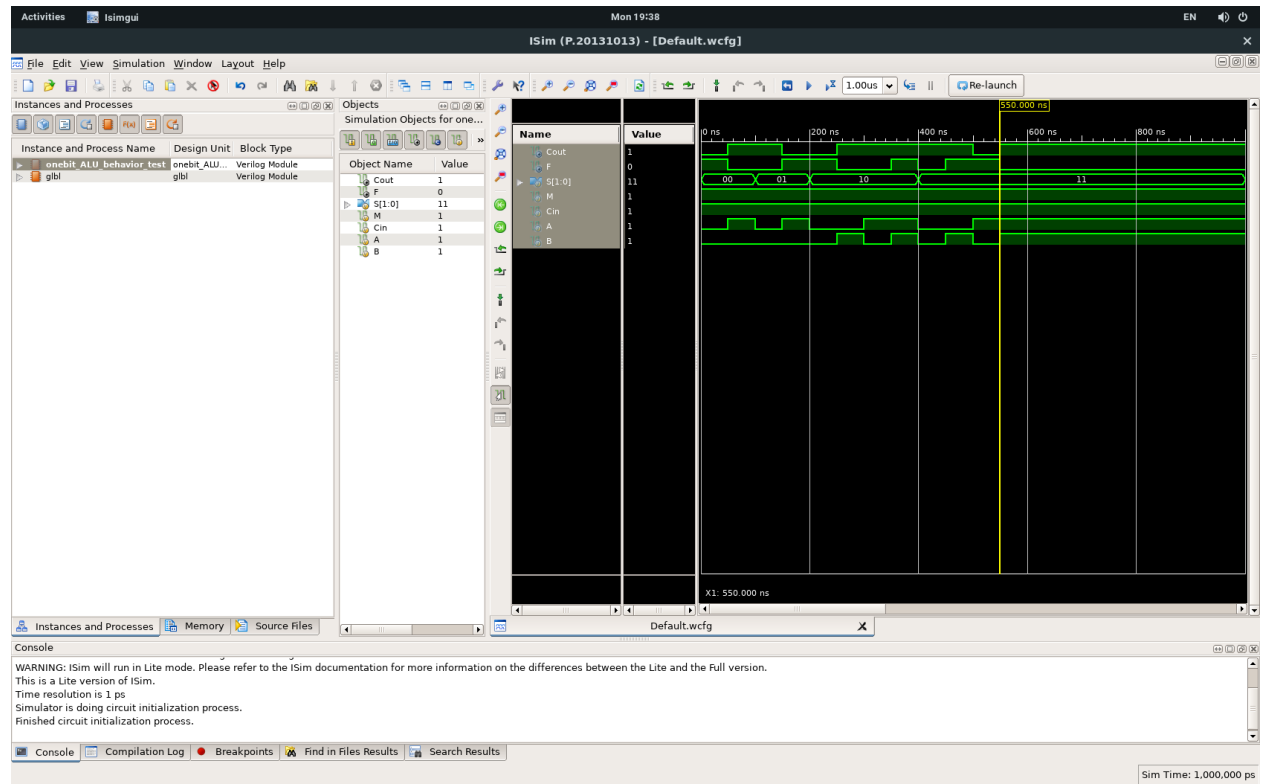 Activities Isimgui Mon 19:38 EN
ISim (P.20131013) - [Default.wcfg]
File Edit View Simulation Window Layout Help
1.00us Re-launch
Instances and Processes
Instance and Process Name Design Unit Block Type
onebit_ALU_behavior_test onebit_ALU... Verilog Module
glbl glbl Verilog Module
Instances and Processes Memory Source Files
Objects
Simulation Objects for one...
»
Object Name Value
Cout 1
F 0
S[1:0] 11
M 1
Cin 1
A 1
B 1
550.000 ns
Name Value 0 ns 200 ns 400 ns 600 ns 800 ns
Cout 1
F 0
S[1:0] 11 00 01 10 11
M 1
Cin 1
A 1
B 1
X1: 550.000 ns
Default.wcfg
Console
WARNING: ISim will run in Lite mode. Please refer to the ISim documentation for more information on the differences between the Lite and the Full version.
This is a Lite version of ISim.
Time resolution is 1 ps
Simulator is doing circuit initialization process.
Finished circuit initialization process.
Console Compilation Log Breakpoints Find in Files Results Search Results
Sim Time: 1,000,000 ps